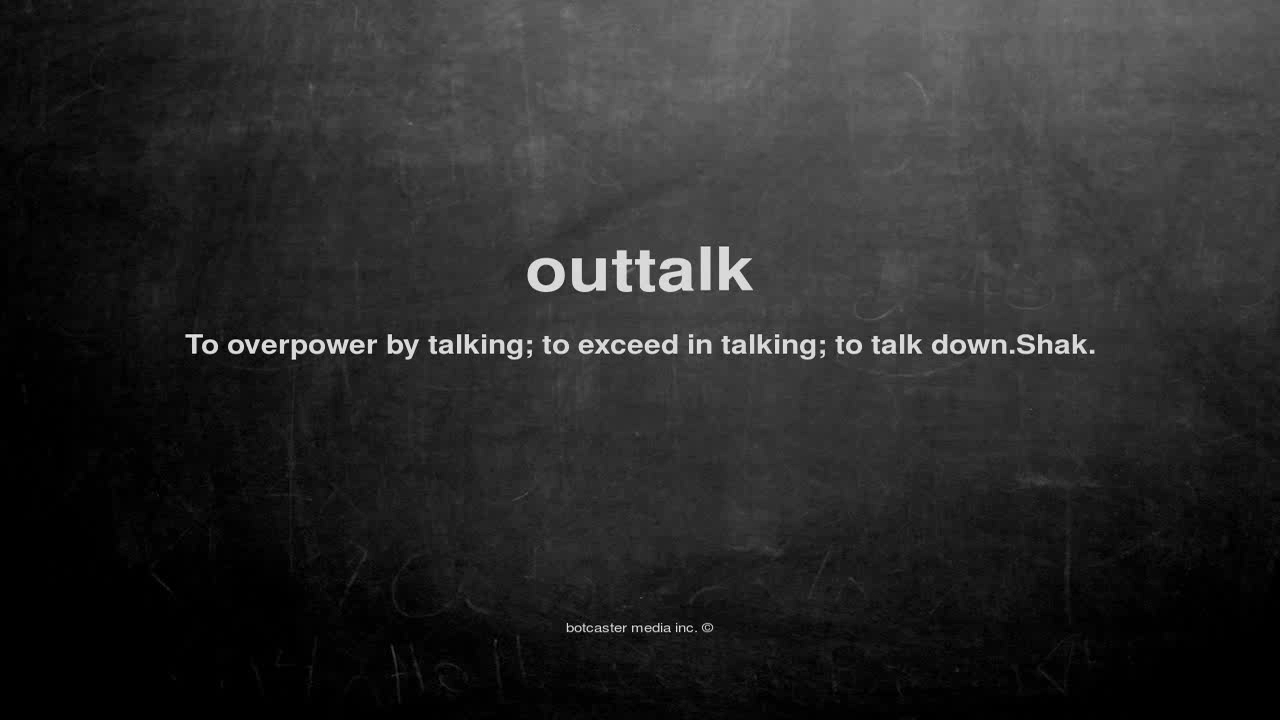 outtalk
To overpower by talking; to exceed in talking; to talk down.Shak.
botcaster media inc. ©